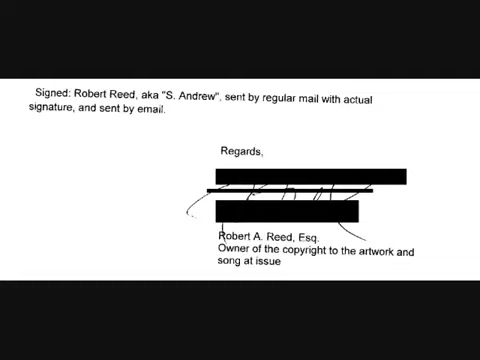 Signed: Robert Reed, aka "S. Andrew", sent by regular mail with actual
signature, and sent by email.
Regards,
Robert A. Reed, Esq.
Owner of the copyright to the artwork and
song at issue